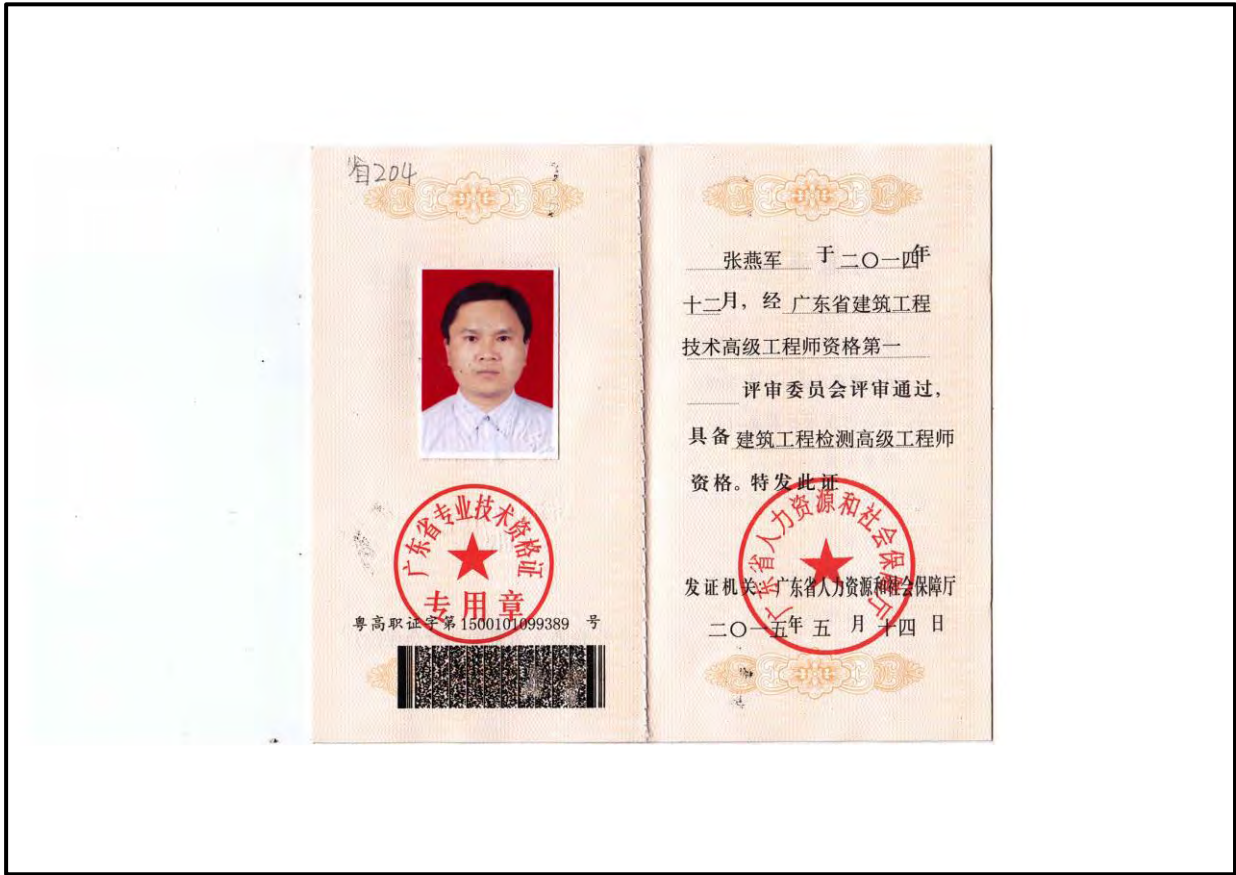 省204
广东省专业技术资格证
专用章
粤高职证字第1500101099389 号
张燕军 于 二〇一四年
十二月，经 广东省建筑工程
技术高级工程师资格第一
评审委员会评审通过，
具备 建筑工程检测高级工程师
资格。特发此证
广东省人力资源和社会保障厅
发证机关：广东省人力资源和社会保障厅
二〇一五年 五 月 十四 日